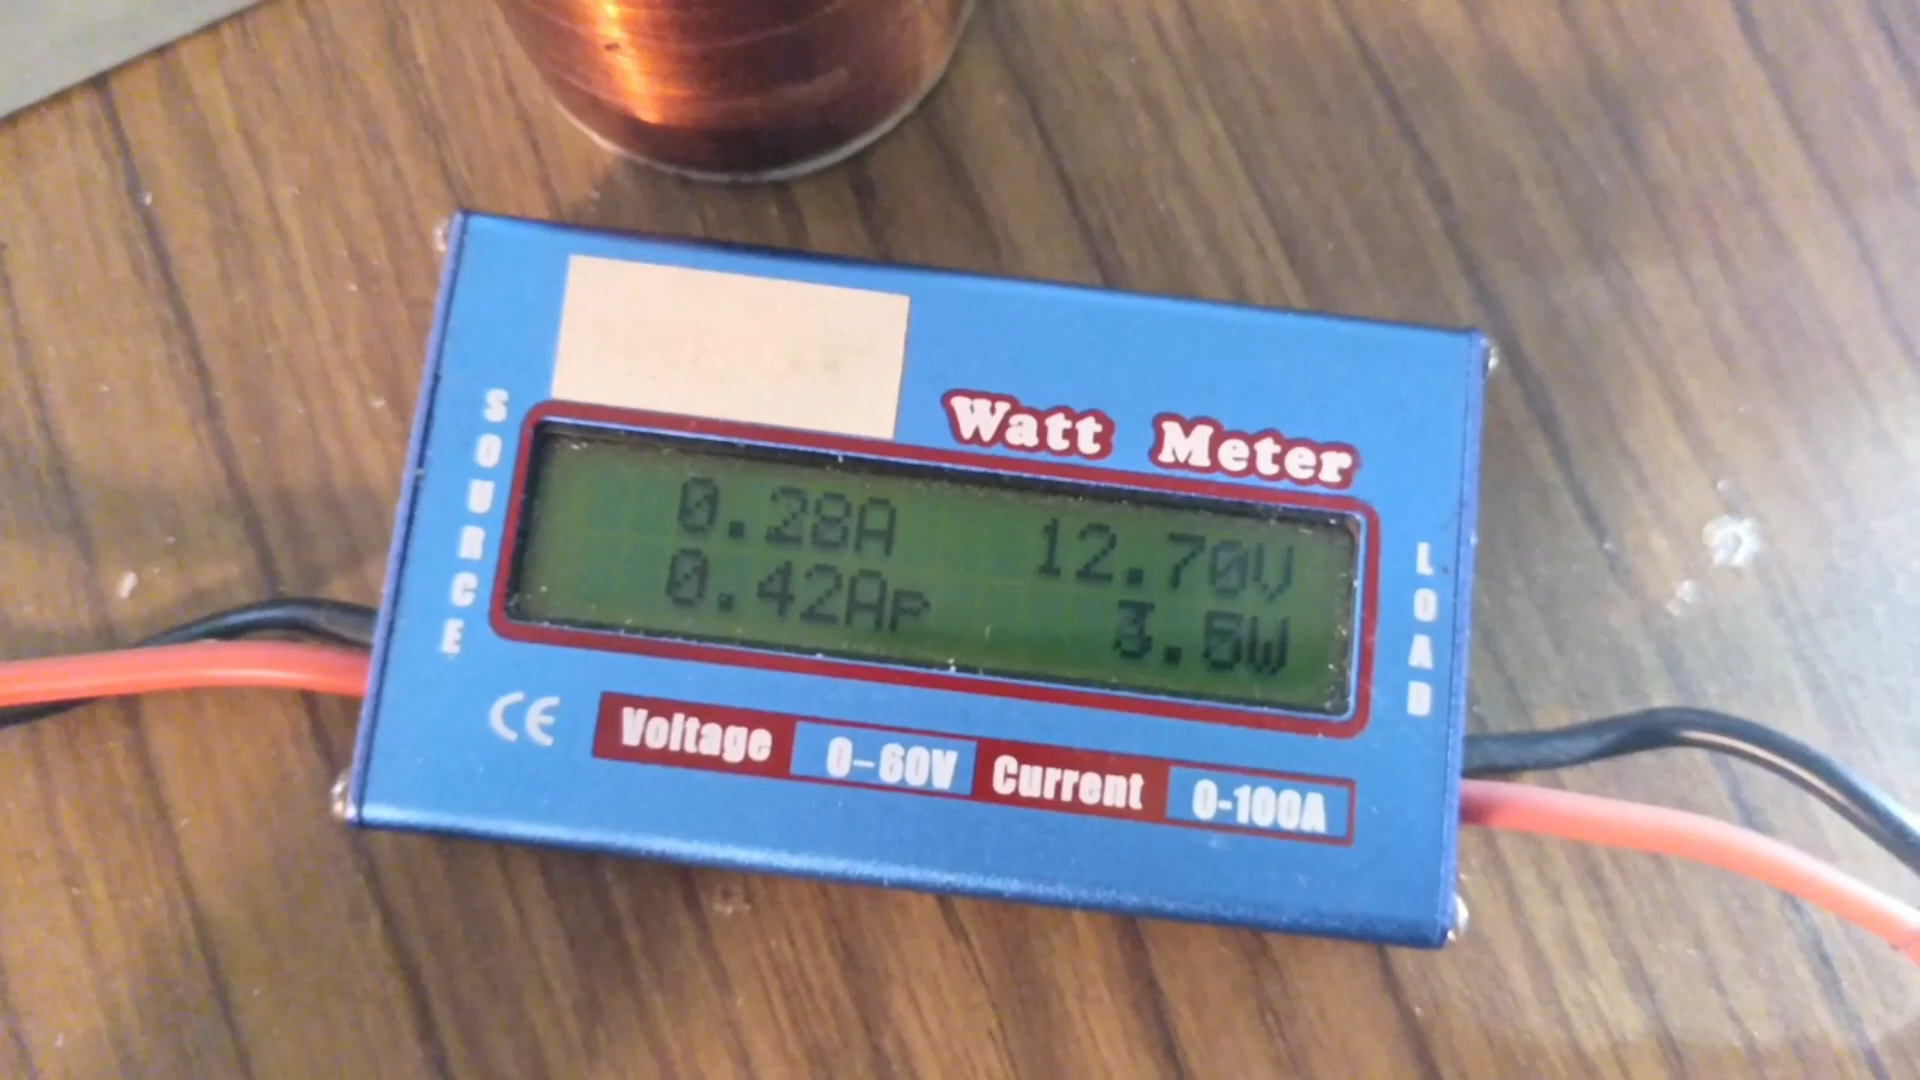 Watt Meter
SOURCE
0.28A 12.70V
0.42Ap 3.5W
LOAD
CE
Voltage 0-60V Current 0-100A